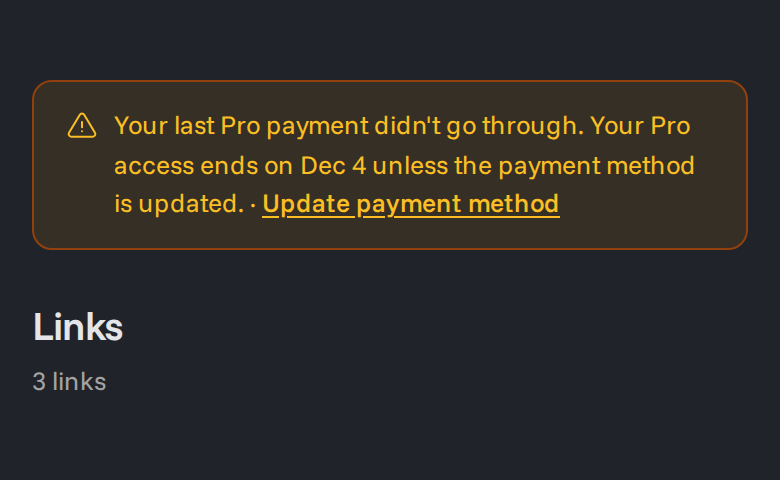 Your last Pro payment didn't go through. Your Pro
access ends on Dec 4 unless the payment method
is updated. · Update payment method
Links
3 links